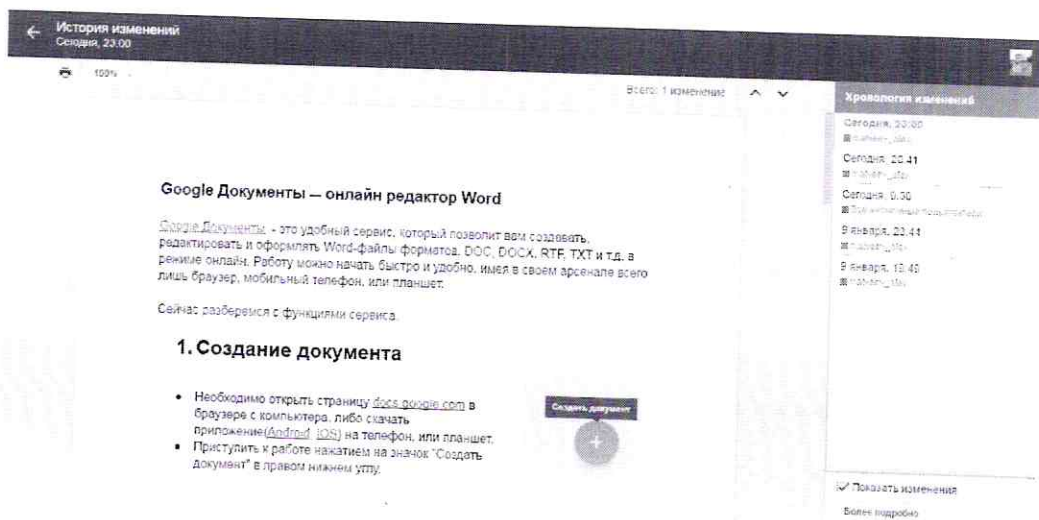 История изменений
Сегодня, 23:00
100%
Всего: 1 изменение
Хронология изменений
Сегодня, 23:00
Сегодня, 20:41
Сегодня, 0:30
9 января, 22:44
9 января, 18:49
Google Документы — онлайн редактор Word
Google Документы - это удобный сервис, который позволит вам создавать,
редактировать и оформлять Word-файлы форматов, DOC, DOCX, RTF, TXT и т.д. в
режиме онлайн. Работу можно начать быстро и удобно, имея в своем арсенале всего
лишь браузер, мобильный телефон, или планшет.
Сейчас разберемся с функциями сервиса.
1. Создание документа
• Необходимо открыть страницу docs.google.com в
браузере с компьютера, либо скачать
приложение(Android, IOS) на телефон, или планшет.
• Приступить к работе нажатием на значок "Создать
документ" в правом нижнем углу.
Создать документ
Показать изменения
Более подробно